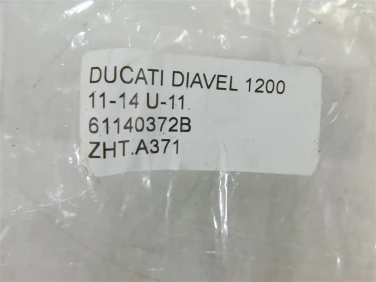 DUCATI DIAVEL 1200
11-14 U-11.
61140372B
ZHT.A371